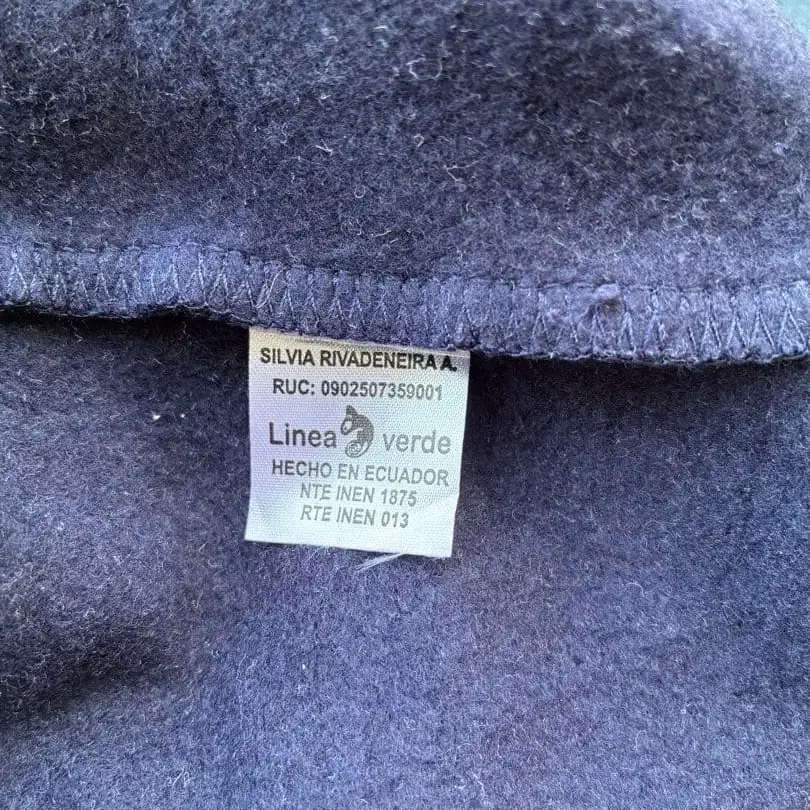 SILVIA RIVADENEIRA A.
RUC: 0902507359001
Linea verde
HECHO EN ECUADOR
NTE INEN 1875
RTE INEN 013